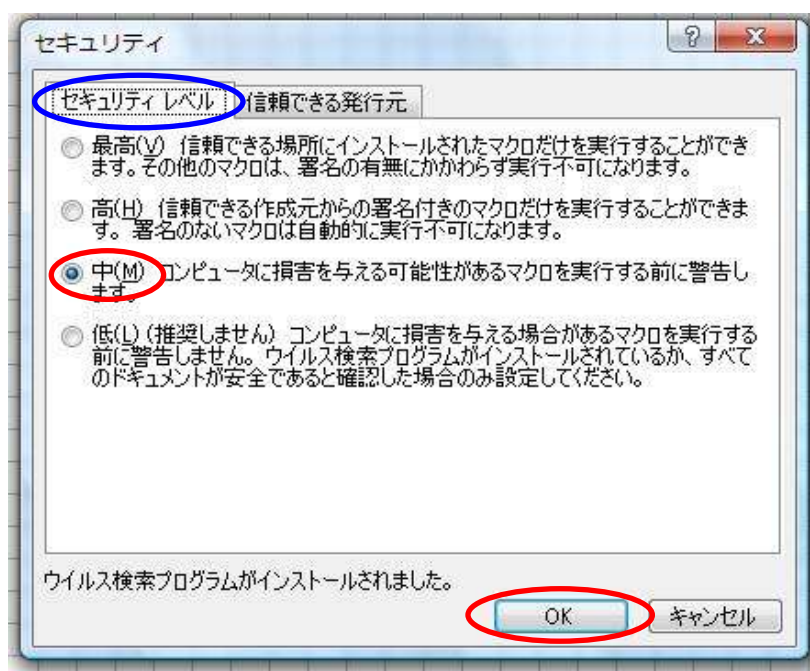 セキュリティ
セキュリティ レベル 信頼できる発行元
最高(V) 信頼できる場所にインストールされたマクロだけを実行することができ
ます。その他のマクロは、署名の有無にかかわらず実行不可になります。
高(H) 信頼できる作成元からの署名付きのマクロだけを実行することができま
す。 署名のないマクロは自動的に実行不可になります。
中(M) コンピュータに損害を与える可能性があるマクロを実行する前に警告し
ます。
低(L) (推奨しません) コンピュータに損害を与える場合があるマクロを実行する
前に警告しません。ウイルス検索プログラムがインストールされているか、すべて
のドキュメントが安全であると確認した場合のみ設定してください。
ウイルス検索プログラムがインストールされました。
OK キャンセル